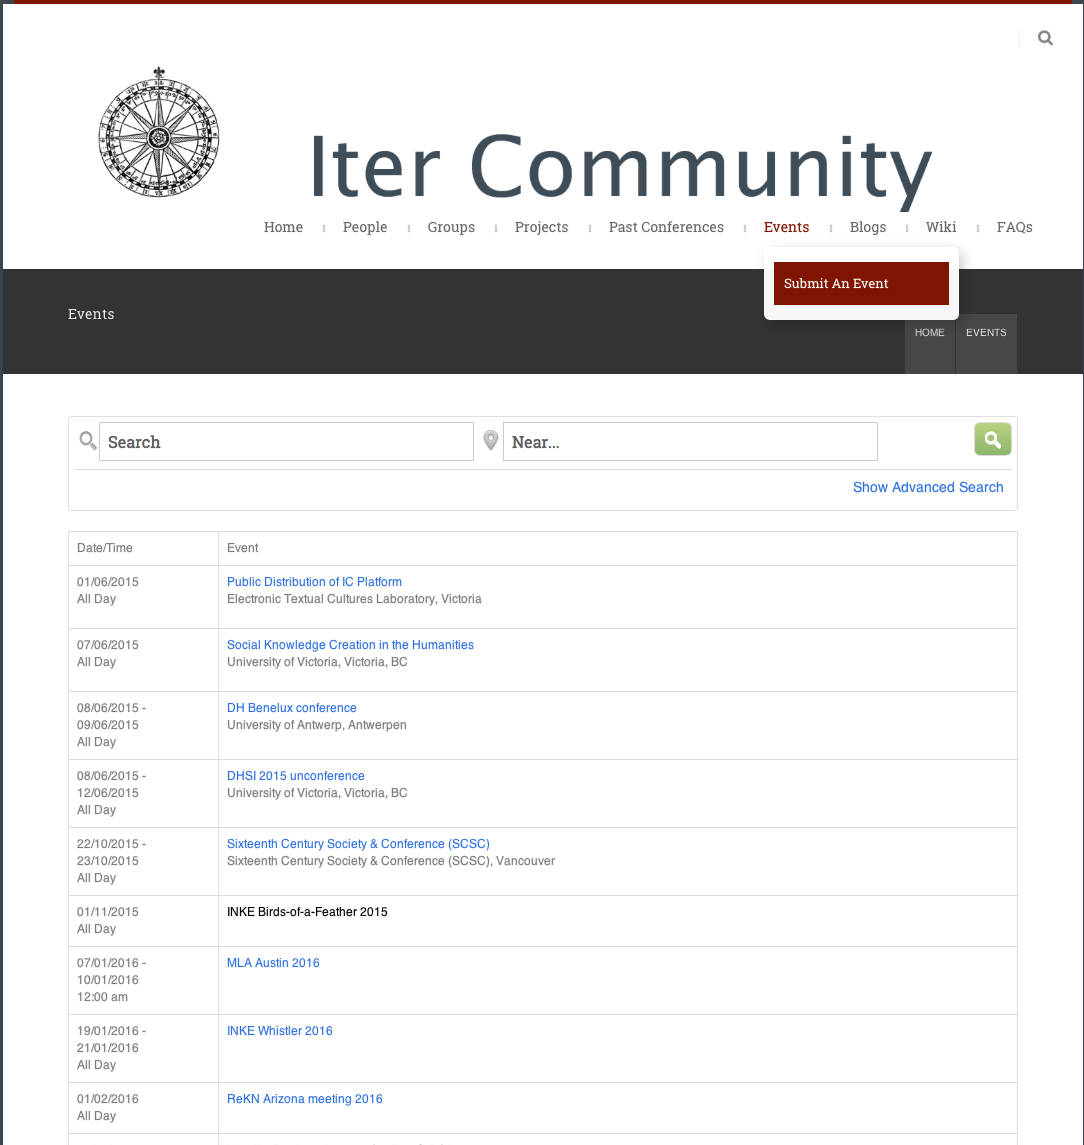 Iter Community
Home
People
Groups
Projects
Past Conferences
Events
Blogs
Wiki
FAQs
Submit An Event
Events
HOME
EVENTS
Search
Near...
Show Advanced Search
Date/Time
Event
01/06/2015
All Day
Public Distribution of IC Platform
Electronic Textual Cultures Laboratory, Victoria
07/06/2015
All Day
Social Knowledge Creation in the Humanities
University of Victoria, Victoria, BC
08/06/2015 -
09/06/2015
All Day
DH Benelux conference
University of Antwerp, Antwerpen
08/06/2015 -
12/06/2015
All Day
DHSI 2015 unconference
University of Victoria, Victoria, BC
22/10/2015 -
23/10/2015
All Day
Sixteenth Century Society & Conference (SCSC)
Sixteenth Century Society & Conference (SCSC), Vancouver
01/11/2015
All Day
INKE Birds-of-a-Feather 2015
07/01/2016 -
10/01/2016
12:00 am
MLA Austin 2016
19/01/2016 -
21/01/2016
All Day
INKE Whistler 2016
01/02/2016
All Day
ReKN Arizona meeting 2016